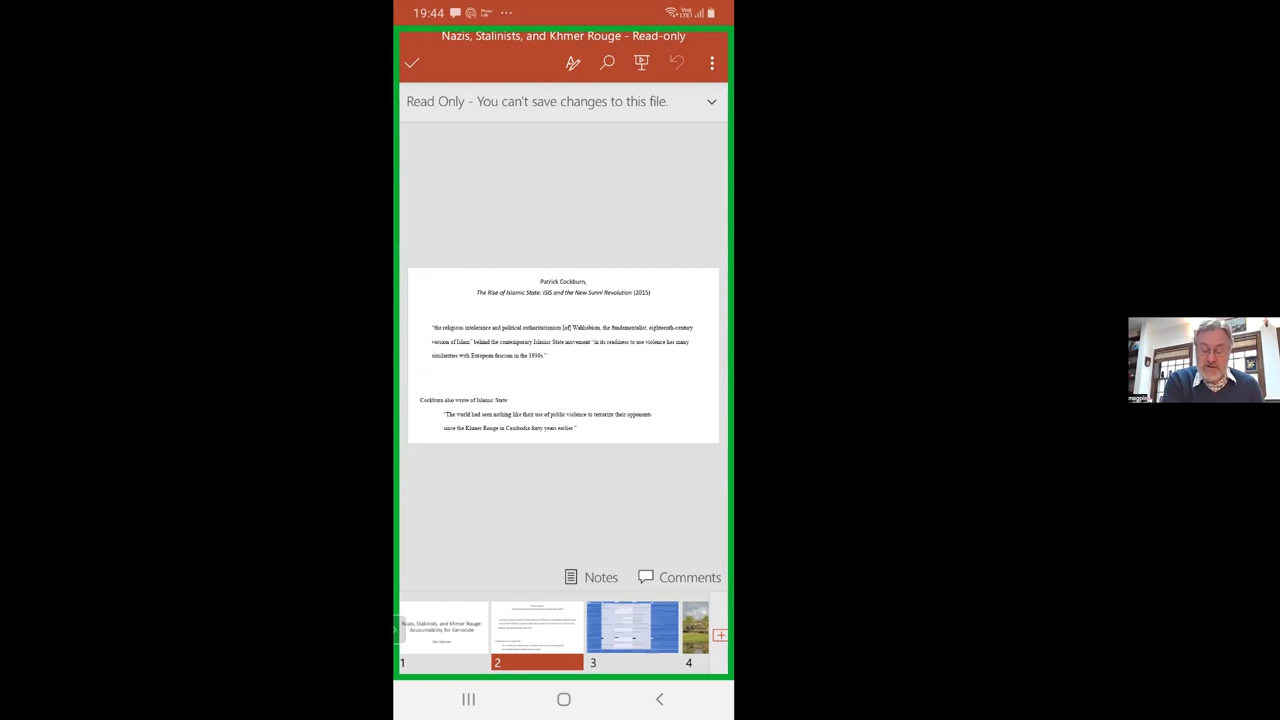 19:44
VoD
LTE1
Nazis, Stalinists, and Khmer Rouge - Read-only
Read Only - You can't save changes to this file.
Patrick Cockburn,
The Rise of Islamic State: ISIS and the New Sunni Revolution (2015)
"the religious intolerance and political authoritarianism [of] Wahhabism, the fundamentalist, eighteenth-century
version of Islam" behind the contemporary Islamic State movement "in its readiness to use violence has many
similarities with European fascism in the 1930s."
Cockburn also wrote of Islamic State:
"The world had seen nothing like their use of public violence to terrorize their opponents
since the Khmer Rouge in Cambodia forty years earlier."
Notes
Comments
Nazis, Stalinists, and Khmer Rouge:
Accountability for Genocide
1
2
3
4
magpie